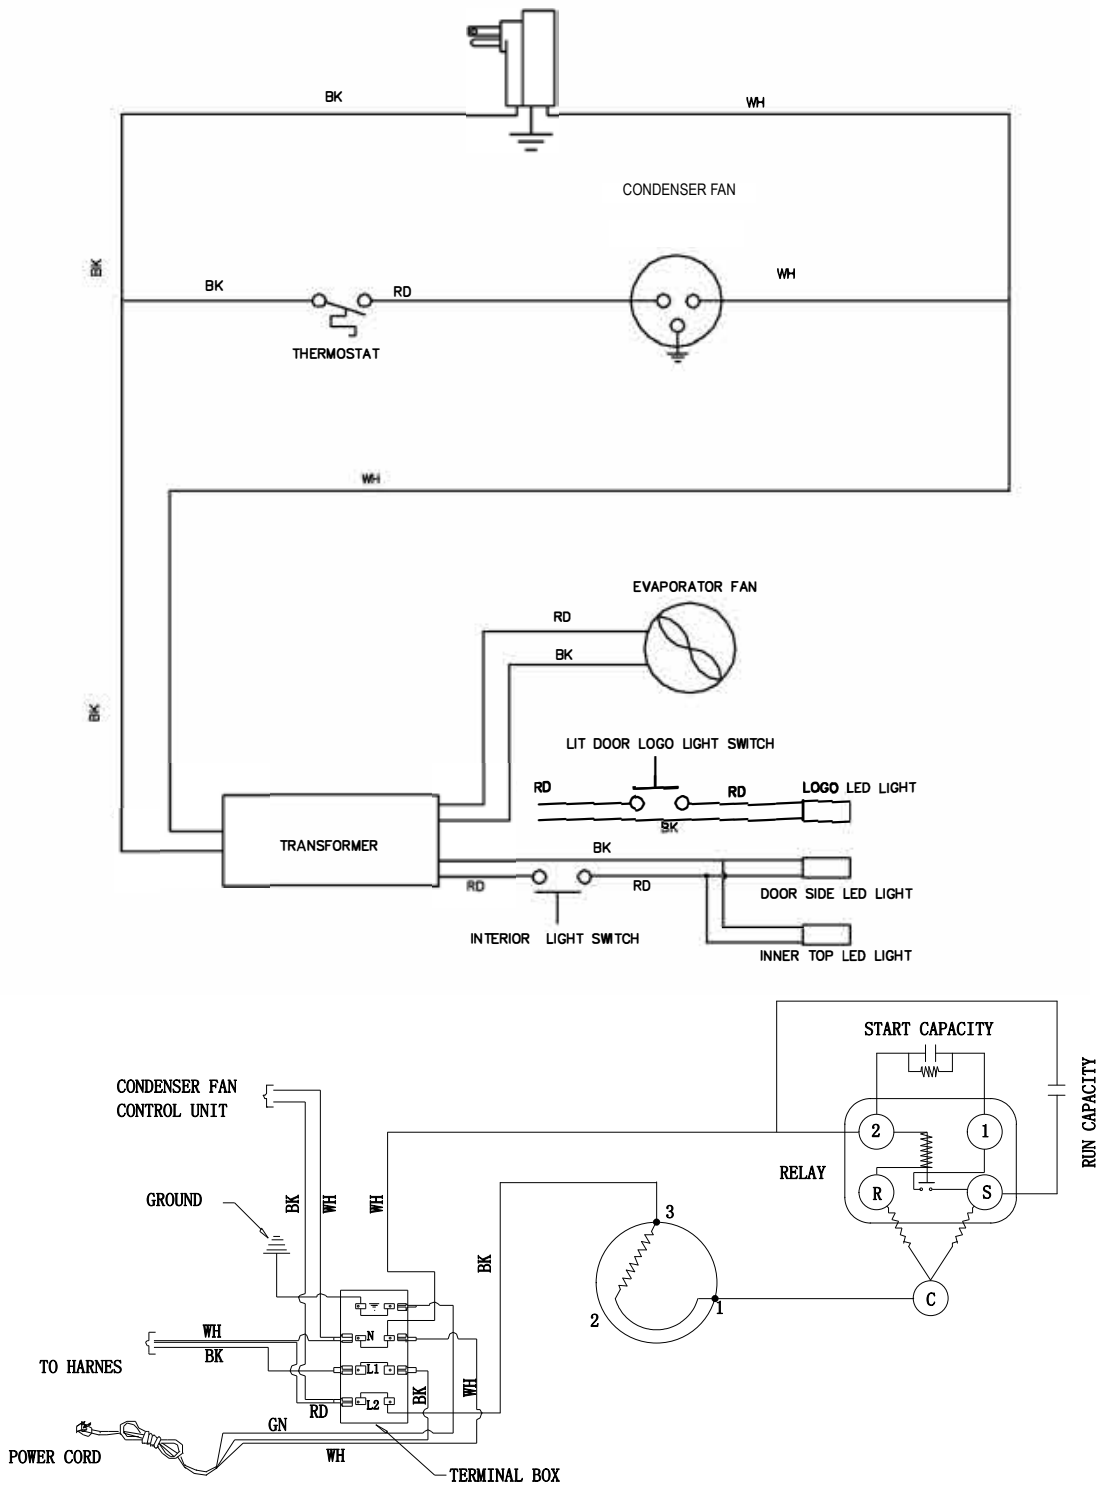 BK
WH
CONDENSER FAN
BK
BK
RD
WH
THERMOSTAT
WH
EVAPORATOR FAN
RD
BK
BK
LIT DOOR LOGO LIGHT SWITCH
RD
RD
LOGO LED LIGHT
BK
TRANSFORMER
BK
RD
RD
DOOR SIDE LED LIGHT
INTERIOR LIGHT SWITCH
INNER TOP LED LIGHT
START CAPACITY
CONDENSER FAN
CONTROL UNIT
RUN CAPACITY
2
1
RELAY
R
S
GROUND
BK
WH
WH
3
BK
C
1
2
WH
N
BK
TO HARNES
L1
BK
WH
L2
RD
GN
POWER CORD
WH
TERMINAL BOX